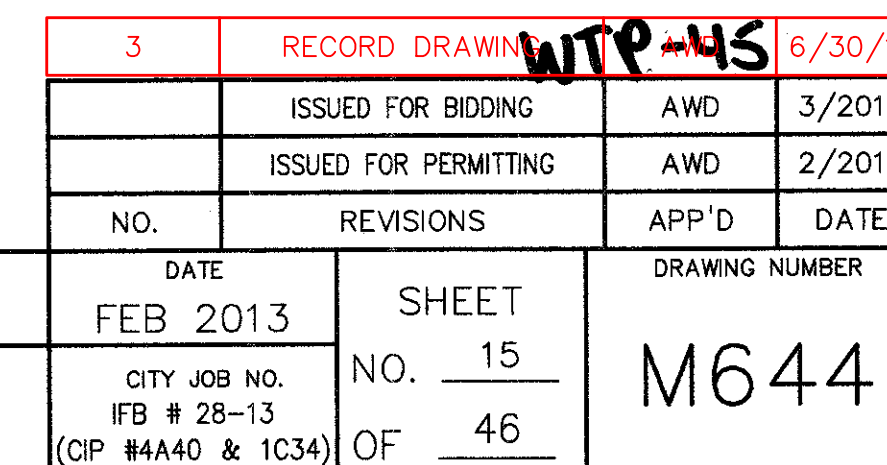 3 RECORD DRAWING AWD 6/30/
WTP-45
ISSUED FOR BIDDING AWD 3/201
ISSUED FOR PERMITTING AWD 2/201
NO. REVISIONS APP'D DATE
DATE
FEB 2013
CITY JOB NO.
IFB # 28-13
(CIP #4A40 & 1C34)
SHEET
NO. 15
OF 46
DRAWING NUMBER
M644